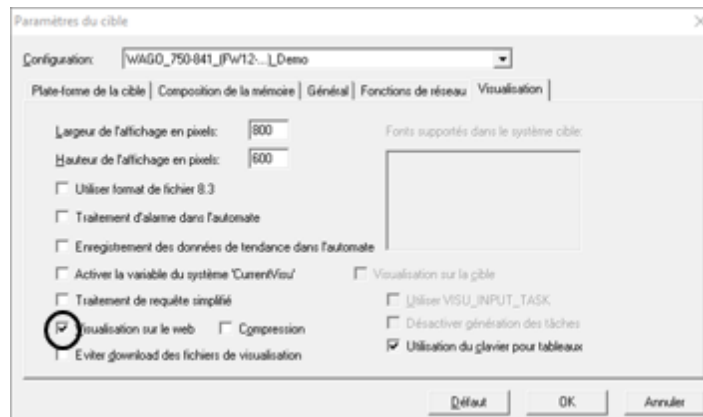 Paramètres du cible
Configuration: WAGO_750-841_(FW12-...)_Demo
Plate-forme de la cible Composition de la mémoire Général Fonctions de réseau Visualisation
Largeur de l'affichage en pixels: 800 Fonts supportés dans le système cible:
Hauteur de l'affichage en pixels: 600
Utiliser format de fichier 8.3
Traitement d'alarme dans l'automate
Enregistrement des données de tendance dans l'automate
Activer la variable du système 'CurrentVisu' Visualisation sur la cible
Traitement de requête simplifié Utiliser VISU_INPUT_TASK
Visualisation sur le web Compression Désactiver génération des tâches
Eviter download des fichiers de visualisation Utilisation du clavier pour tableaux
Défaut OK Annuler